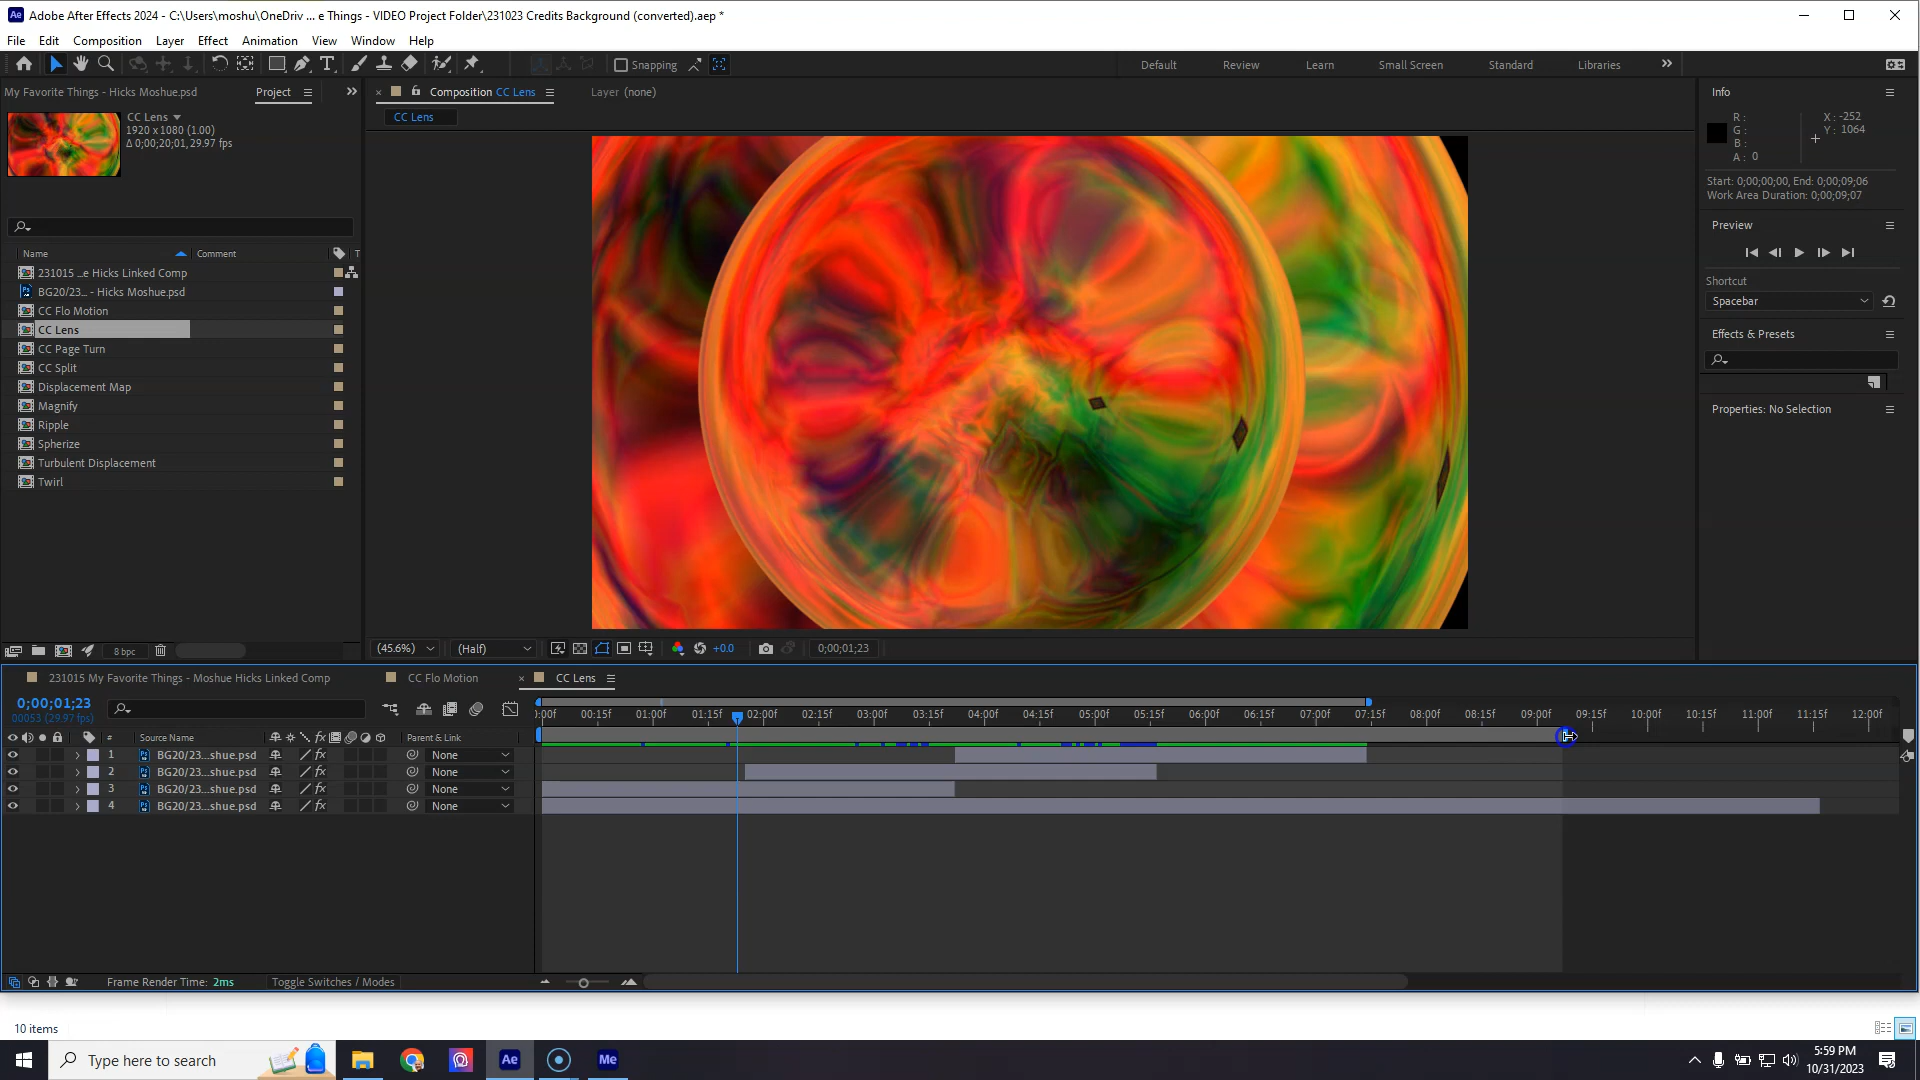 Ae Adobe After Effects 2024 - C:\Users\moshu\OneDriv ... e Things - VIDEO Project Folder\231023 Credits Background (converted).aep *
File Edit Composition Layer Effect Animation View Window Help
Snapping
Default Review Learn Small Screen Standard Libraries
My Favorite Things - Hicks Moshue.psd Project
Composition CC Lens Layer (none)
CC Lens
CC Lens
1920 x 1080 (1.00)
Δ 0;00;20;01, 29.97 fps
Name Comment T
231015 ...e Hicks Linked Comp
BG20/23... - Hicks Moshue.psd
CC Flo Motion
CC Lens
CC Page Turn
CC Split
Displacement Map
Magnify
Ripple
Spherize
Turbulent Displacement
Twirl
8 bpc
(45.6%) (Half) +0.0 0;00;01;23
Info
R : X : -252
G : Y : 1064
B :
A : 0
Start: 0;00;00;00, End: 0;00;09;06
Work Area Duration: 0;00;09;07
Preview
Shortcut
Spacebar
Effects & Presets
Properties: No Selection
231015 My Favorite Things - Moshue Hicks Linked Comp CC Flo Motion CC Lens
0;00;01;23
00053 (29.97 fps)
):00f 00:15f 01:00f 01:15f 02:00f 02:15f 03:00f 03:15f 04:00f 04:15f 05:00f 05:15f 06:00f 06:15f 07:00f 07:15f 08:00f 08:15f 09:00f 09:15f 10:00f 10:15f 11:00f 11:15f 12:00f
# Source Name fx Parent & Link
1 BG20/23...shue.psd fx None
2 BG20/23...shue.psd fx None
3 BG20/23...shue.psd fx None
4 BG20/23...shue.psd fx None
Frame Render Time: 2ms Toggle Switches / Modes
10 items
Type here to search Ae Me
5:59 PM
10/31/2023